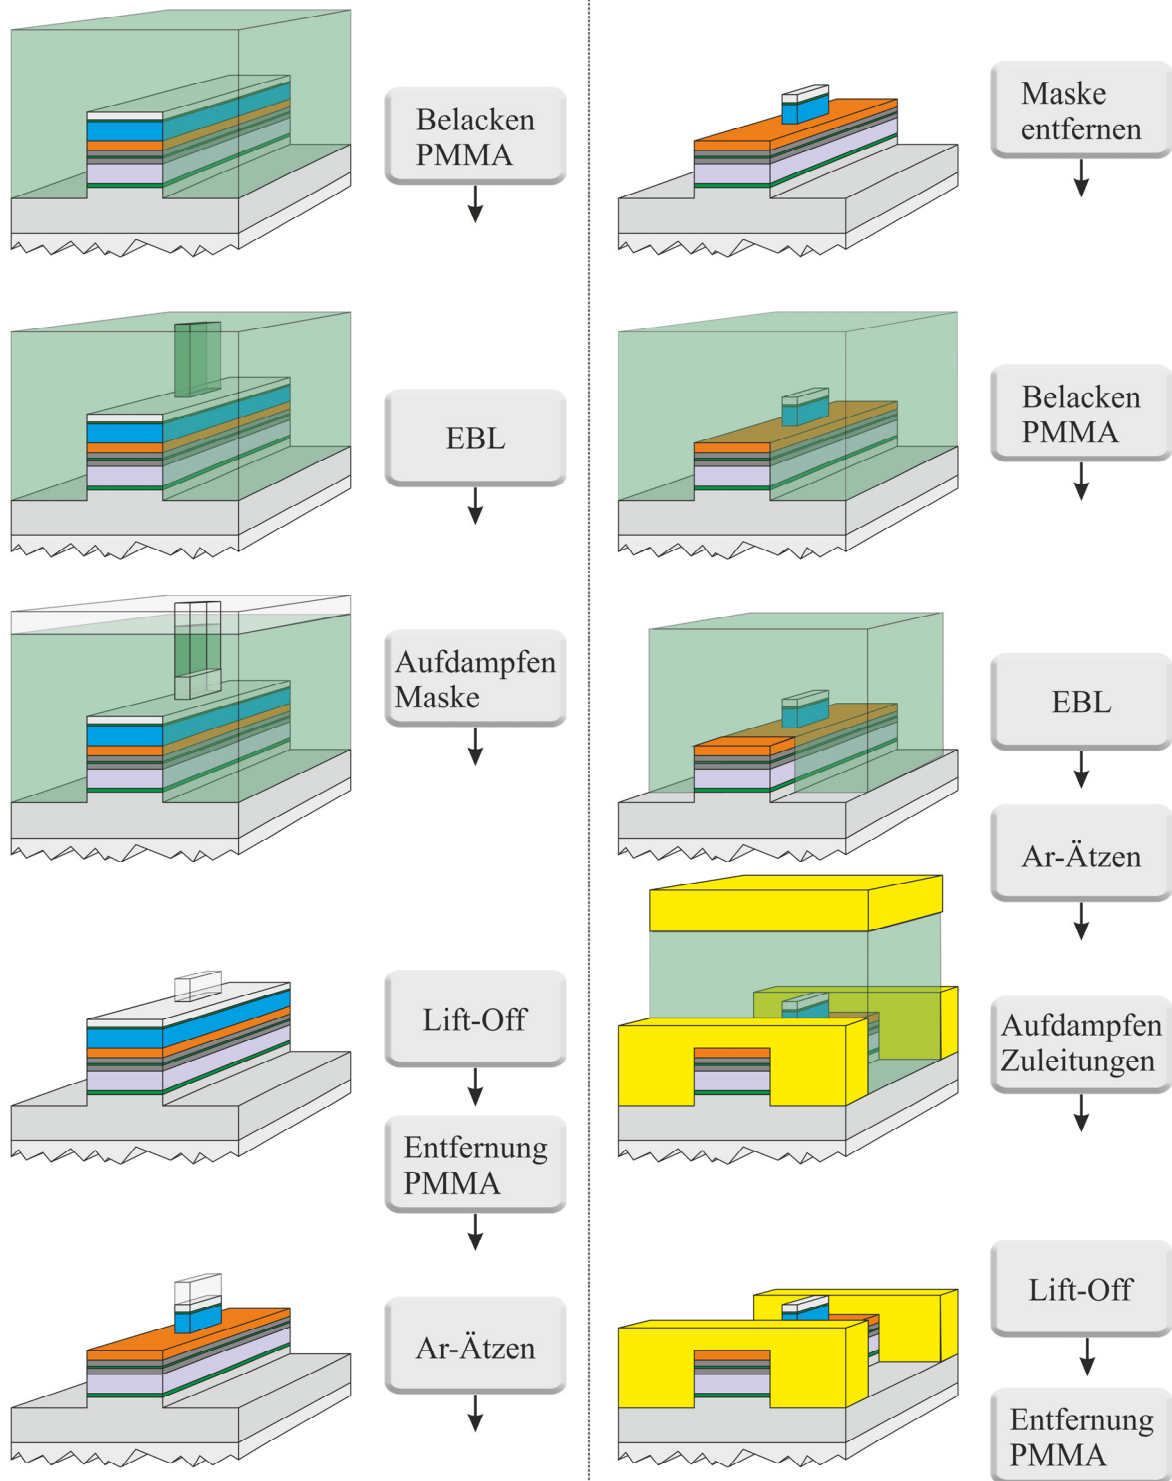 Belacken
PMMA
EBL
Aufdampfen
Maske
Lift-Off
Entfernung
PMMA
Ar-Ätzen
Maske
entfernen
Belacken
PMMA
EBL
Ar-Ätzen
Aufdampfen
Zuleitungen
Lift-Off
Entfernung
PMMA